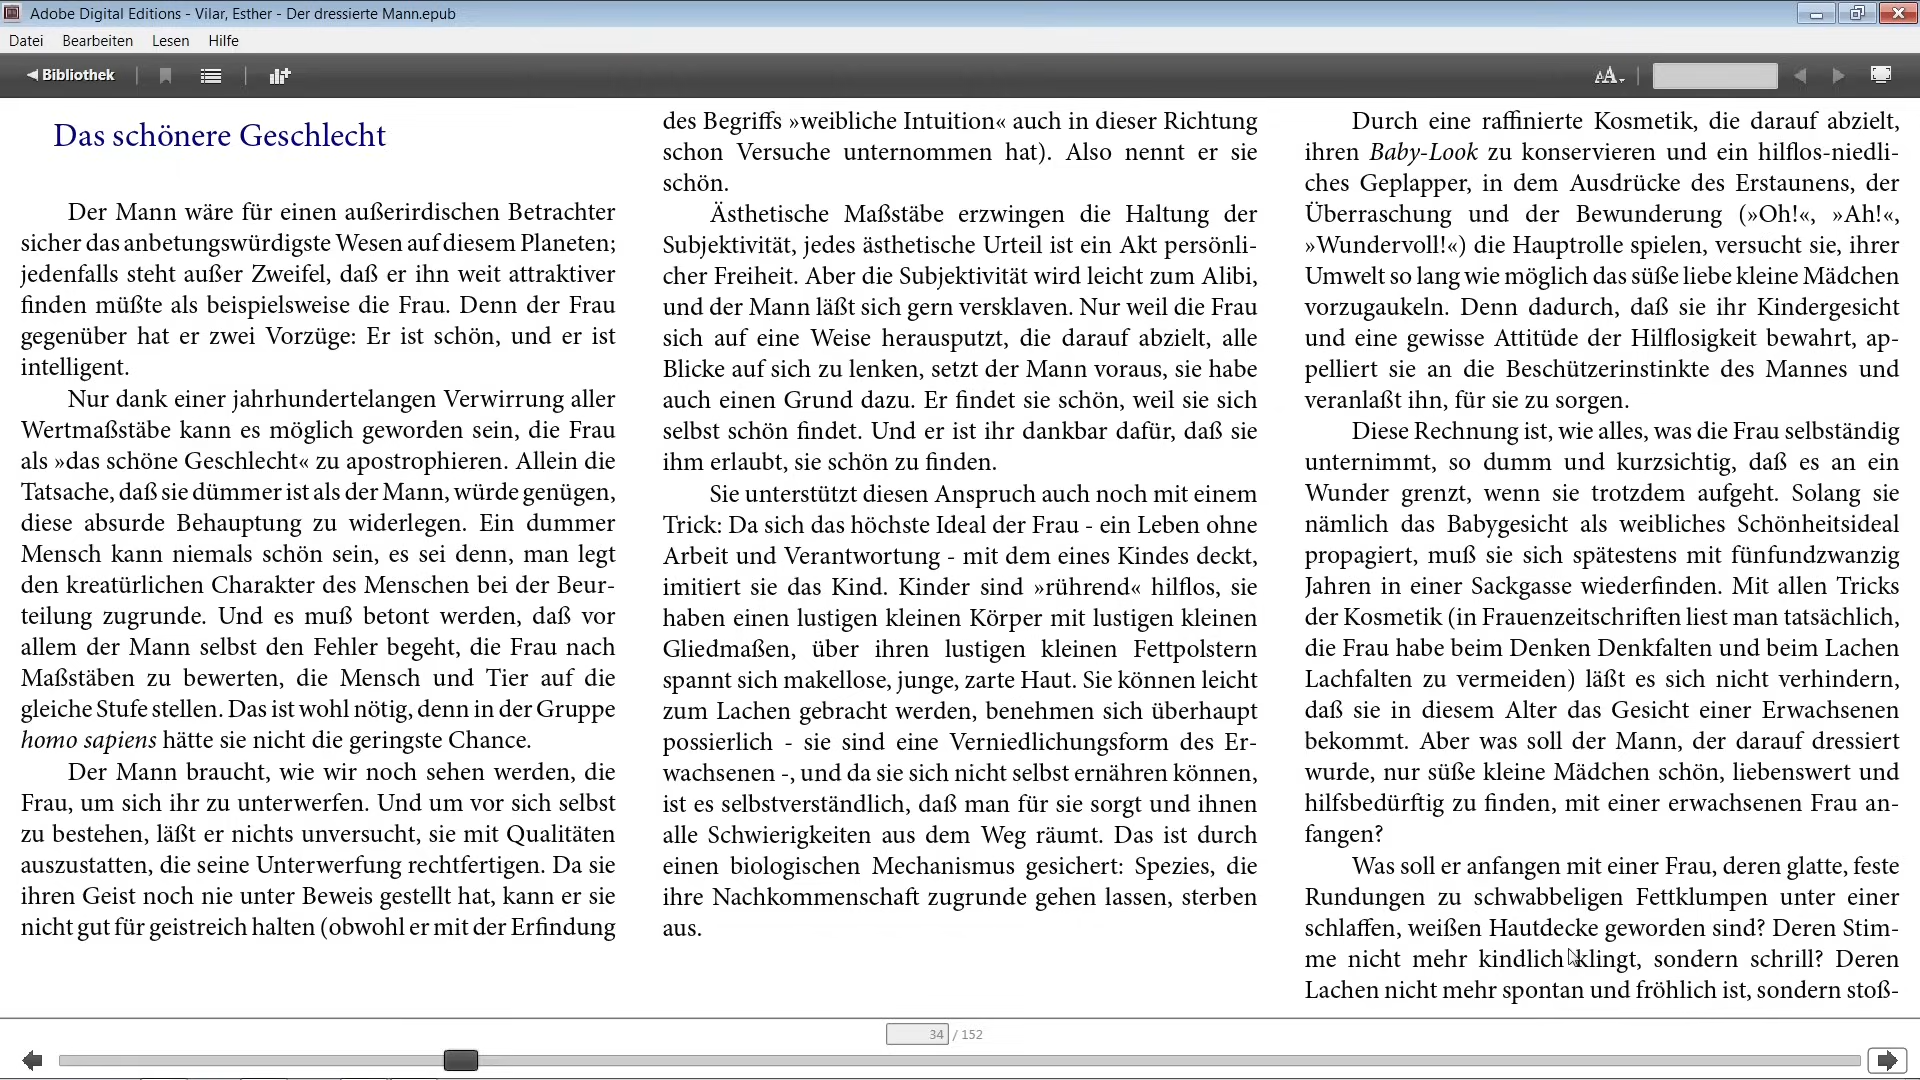 Adobe Digital Editions - Vilar, Esther - Der dressierte Mann.epub
Datei Bearbeiten Lesen Hilfe
Bibliothek
Das schönere Geschlecht
Der Mann wäre für einen außerirdischen Betrachter
sicher das anbetungswürdigste Wesen auf diesem Planeten;
jedenfalls steht außer Zweifel, daß er ihn weit attraktiver
finden müßte als beispielsweise die Frau. Denn der Frau
gegenüber hat er zwei Vorzüge: Er ist schön, und er ist
intelligent.
Nur dank einer jahrhundertelangen Verwirrung aller
Wertmaßstäbe kann es möglich geworden sein, die Frau
als »das schöne Geschlecht« zu apostrophieren. Allein die
Tatsache, daß sie dümmer ist als der Mann, würde genügen,
diese absurde Behauptung zu widerlegen. Ein dummer
Mensch kann niemals schön sein, es sei denn, man legt
den kreatürlichen Charakter des Menschen bei der Beur-
teilung zugrunde. Und es muß betont werden, daß vor
allem der Mann selbst den Fehler begeht, die Frau nach
Maßstäben zu bewerten, die Mensch und Tier auf die
gleiche Stufe stellen. Das ist wohl nötig, denn in der Gruppe
homo sapiens hätte sie nicht die geringste Chance.
Der Mann braucht, wie wir noch sehen werden, die
Frau, um sich ihr zu unterwerfen. Und um vor sich selbst
zu bestehen, läßt er nichts unversucht, sie mit Qualitäten
auszustatten, die seine Unterwerfung rechtfertigen. Da sie
ihren Geist noch nie unter Beweis gestellt hat, kann er sie
nicht gut für geistreich halten (obwohl er mit der Erfindung
des Begriffs »weibliche Intuition« auch in dieser Richtung
schon Versuche unternommen hat). Also nennt er sie
schön.
Ästhetische Maßstäbe erzwingen die Haltung der
Subjektivität, jedes ästhetische Urteil ist ein Akt persönli-
cher Freiheit. Aber die Subjektivität wird leicht zum Alibi,
und der Mann läßt sich gern versklaven. Nur weil die Frau
sich auf eine Weise herausputzt, die darauf abzielt, alle
Blicke auf sich zu lenken, setzt der Mann voraus, sie habe
auch einen Grund dazu. Er findet sie schön, weil sie sich
selbst schön findet. Und er ist ihr dankbar dafür, daß sie
ihm erlaubt, sie schön zu finden.
Sie unterstützt diesen Anspruch auch noch mit einem
Trick: Da sich das höchste Ideal der Frau - ein Leben ohne
Arbeit und Verantwortung - mit dem eines Kindes deckt,
imitiert sie das Kind. Kinder sind »rührend« hilflos, sie
haben einen lustigen kleinen Körper mit lustigen kleinen
Gliedmaßen, über ihren lustigen kleinen Fettpolstern
spannt sich makellose, junge, zarte Haut. Sie können leicht
zum Lachen gebracht werden, benehmen sich überhaupt
possierlich - sie sind eine Verniedlichungsform des Er-
wachsenen -, und da sie sich nicht selbst ernähren können,
ist es selbstverständlich, daß man für sie sorgt und ihnen
alle Schwierigkeiten aus dem Weg räumt. Das ist durch
einen biologischen Mechanismus gesichert: Spezies, die
ihre Nachkommenschaft zugrunde gehen lassen, sterben
aus.
Durch eine raffinierte Kosmetik, die darauf abzielt,
ihren Baby-Look zu konservieren und ein hilflos-niedli-
ches Geplapper, in dem Ausdrücke des Erstaunens, der
Überraschung und der Bewunderung (»Oh!«, »Ah!«,
»Wundervoll!«) die Hauptrolle spielen, versucht sie, ihrer
Umwelt so lang wie möglich das süße liebe kleine Mädchen
vorzugaukeln. Denn dadurch, daß sie ihr Kindergesicht
und eine gewisse Attitüde der Hilflosigkeit bewahrt, ap-
pelliert sie an die Beschützerinstinkte des Mannes und
veranlaßt ihn, für sie zu sorgen.
Diese Rechnung ist, wie alles, was die Frau selbständig
unternimmt, so dumm und kurzsichtig, daß es an ein
Wunder grenzt, wenn sie trotzdem aufgeht. Solang sie
nämlich das Babygesicht als weibliches Schönheitsideal
propagiert, muß sie sich spätestens mit fünfundzwanzig
Jahren in einer Sackgasse wiederfinden. Mit allen Tricks
der Kosmetik (in Frauenzeitschriften liest man tatsächlich,
die Frau habe beim Denken Denkfalten und beim Lachen
Lachfalten zu vermeiden) läßt es sich nicht verhindern,
daß sie in diesem Alter das Gesicht einer Erwachsenen
bekommt. Aber was soll der Mann, der darauf dressiert
wurde, nur süße kleine Mädchen schön, liebenswert und
hilfsbedürftig zu finden, mit einer erwachsenen Frau an-
fangen?
Was soll er anfangen mit einer Frau, deren glatte, feste
Rundungen zu schwabbeligen Fettklumpen unter einer
schlaffen, weißen Hautdecke geworden sind? Deren Stim-
me nicht mehr kindlich klingt, sondern schrill? Deren
Lachen nicht mehr spontan und fröhlich ist, sondern stoß-
34 / 152